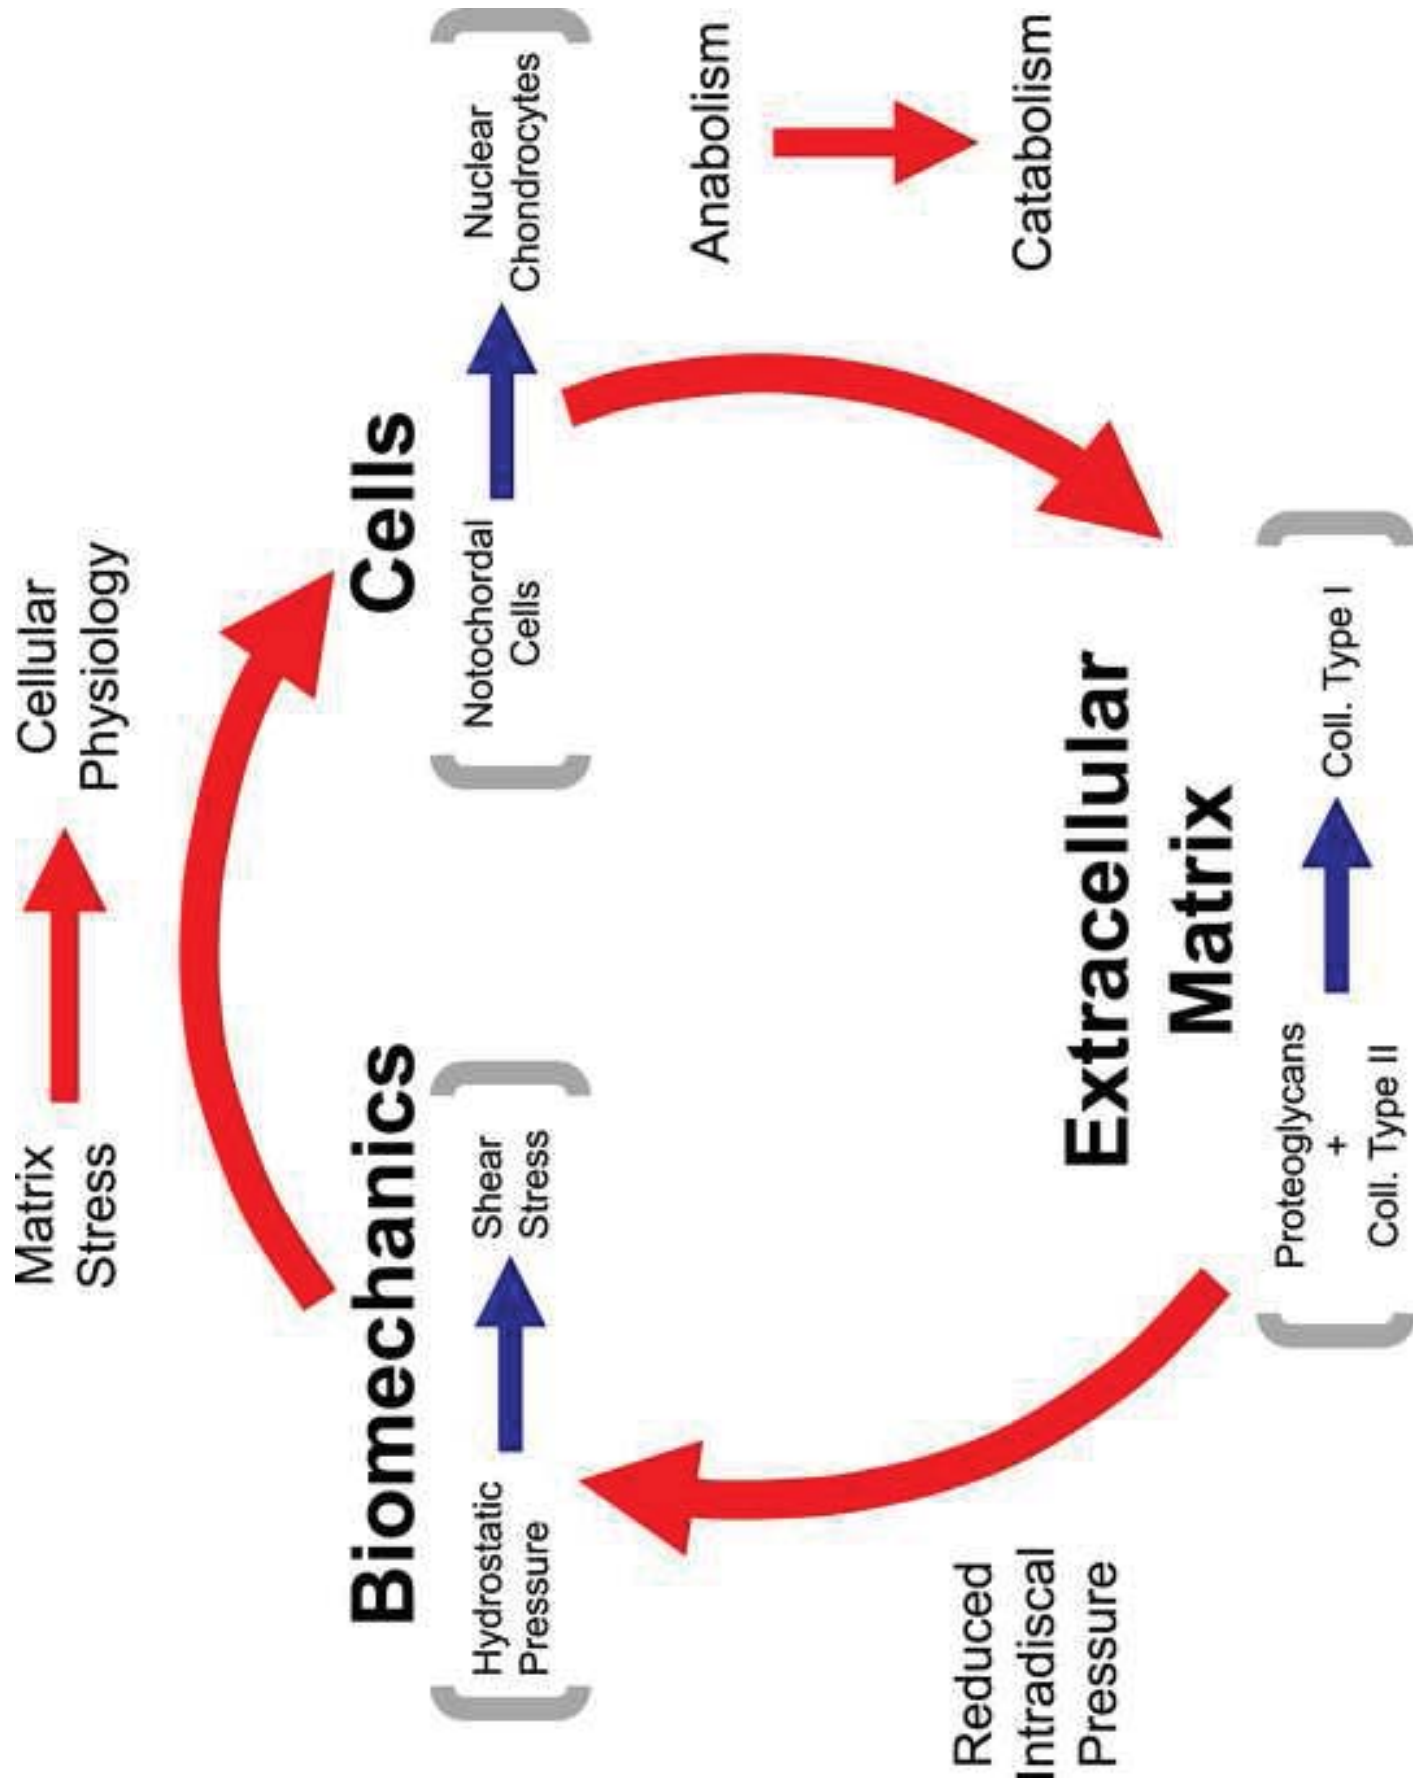 Matrix
Stress
Cellular
Physiology
Biomechanics
Hydrostatic
Pressure
Shear
Stress
Cells
Notochordal
Cells
Nuclear
Chondrocytes
Anabolism
Catabolism
Reduced
Intradiscal
Pressure
Extracellular
Matrix
Proteoglycans
+
Coll. Type II
Coll. Type I